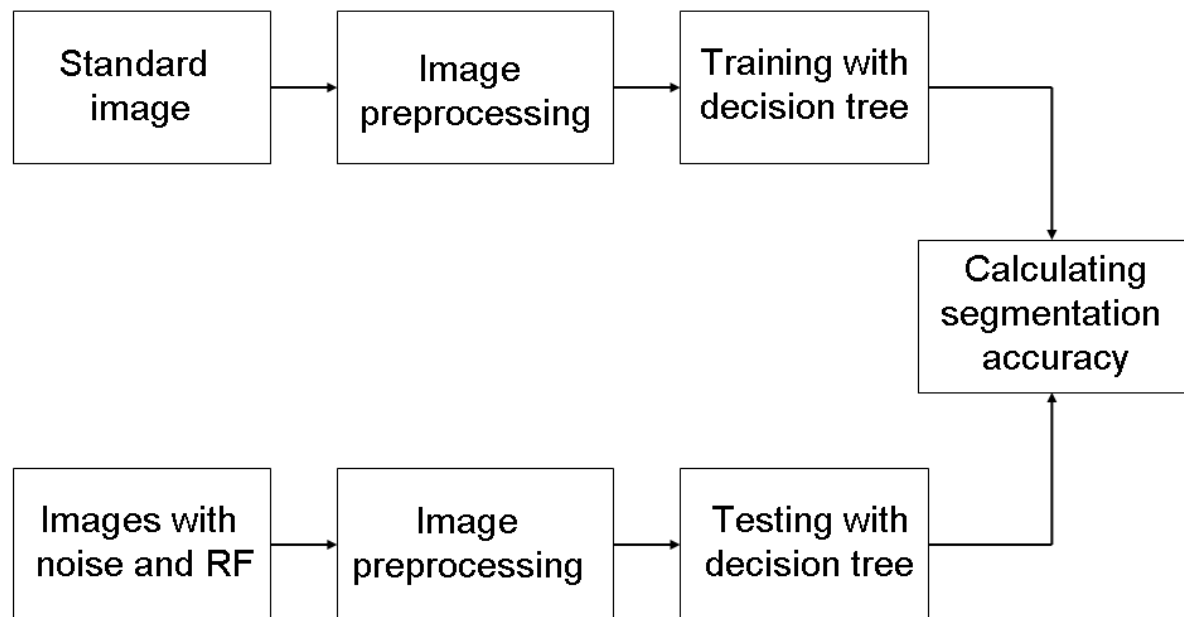 Standard
image
Image
preprocessing
Training with
decision tree
Calculating
segmentation
accuracy
Images with
noise and RF
Image
preprocessing
Testing with
decision tree